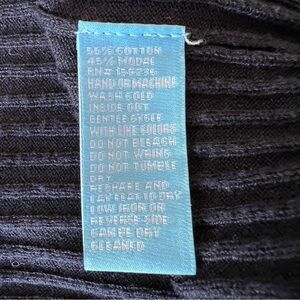 55% COTTON
45% MODAL
HAND OR MACHINE
WASH COLD
INSIDE OUT
GENTLE CYCLE
WITH LIKE COLORS
DO NOT BLEACH
DO NOT WRING
DO NOT TUMBLE
DRY
RESHAPE AND
LAY FLAT TO DRY
LOW IRON ON
REVERSE SIDE
CAN BE DRY
CLEANED